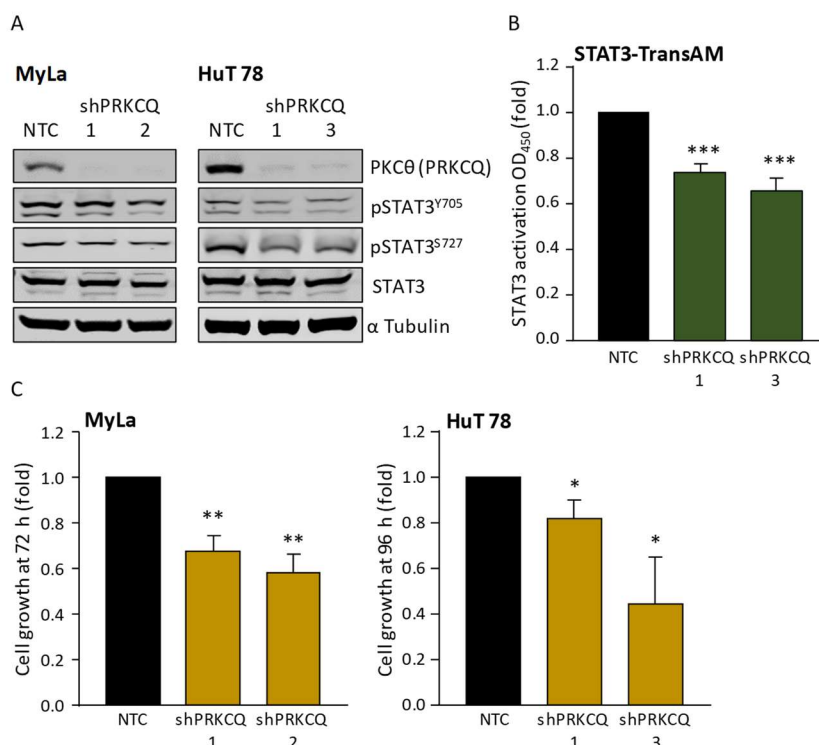 A
MyLa
HuT 78
shPRKCQ
shPRKCQ
NTC 1 2
NTC 1 3
PKCθ (PRKCQ)
pSTAT3Y705
pSTAT3S727
STAT3
α Tubulin
B
STAT3-TransAM
STAT3 activation OD450 (fold)
1.2
1.0
0.8
0.6
0.4
0.2
0.0
***
***
NTC
shPRKCQ
1
shPRKCQ
3
C
MyLa
Cell growth at 72 h (fold)
1.2
1.0
0.8
0.6
0.4
0.2
0.0
**
**
NTC
shPRKCQ
1
shPRKCQ
2
HuT 78
Cell growth at 96 h (fold)
1.2
1.0
0.8
0.6
0.4
0.2
0.0
*
*
NTC
shPRKCQ
1
shPRKCQ
3